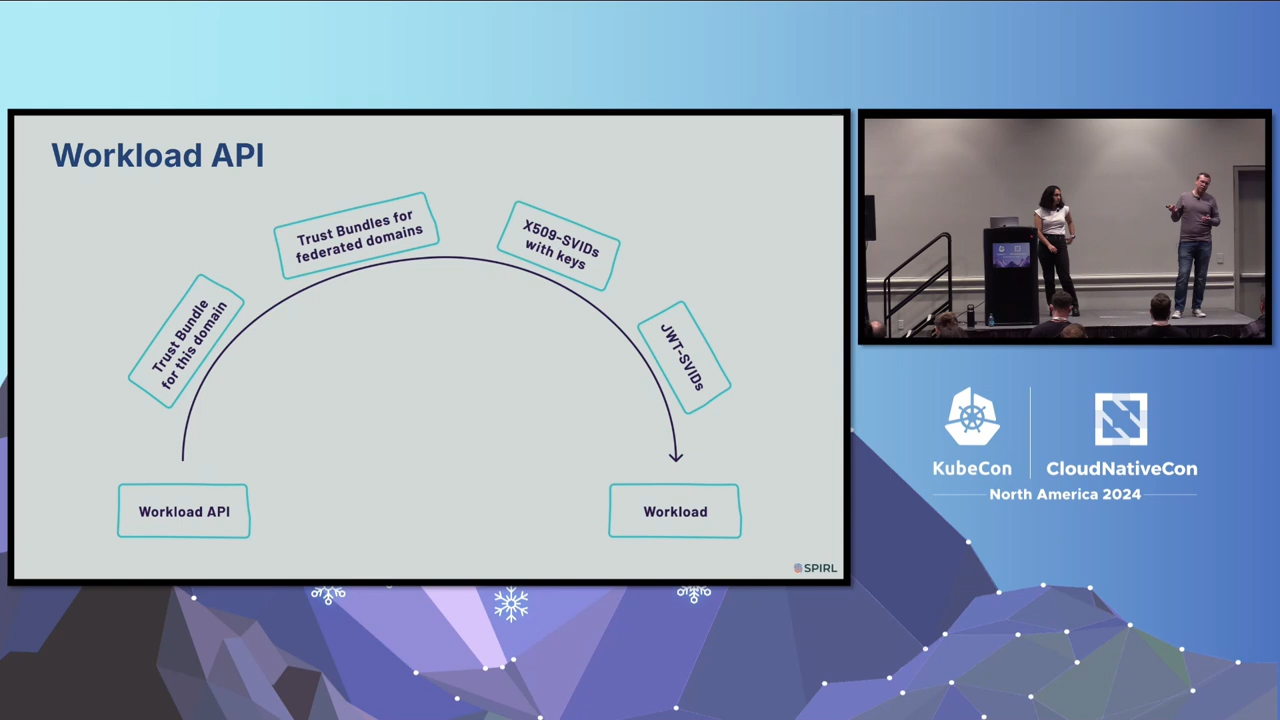 Workload API
Trust Bundle
for this domain
Trust Bundles for
federated domains
X509-SVIDs
with keys
JWT-SVIDs
Workload API
Workload
SPIRL
KubeCon
CloudNativeCon
North America 2024